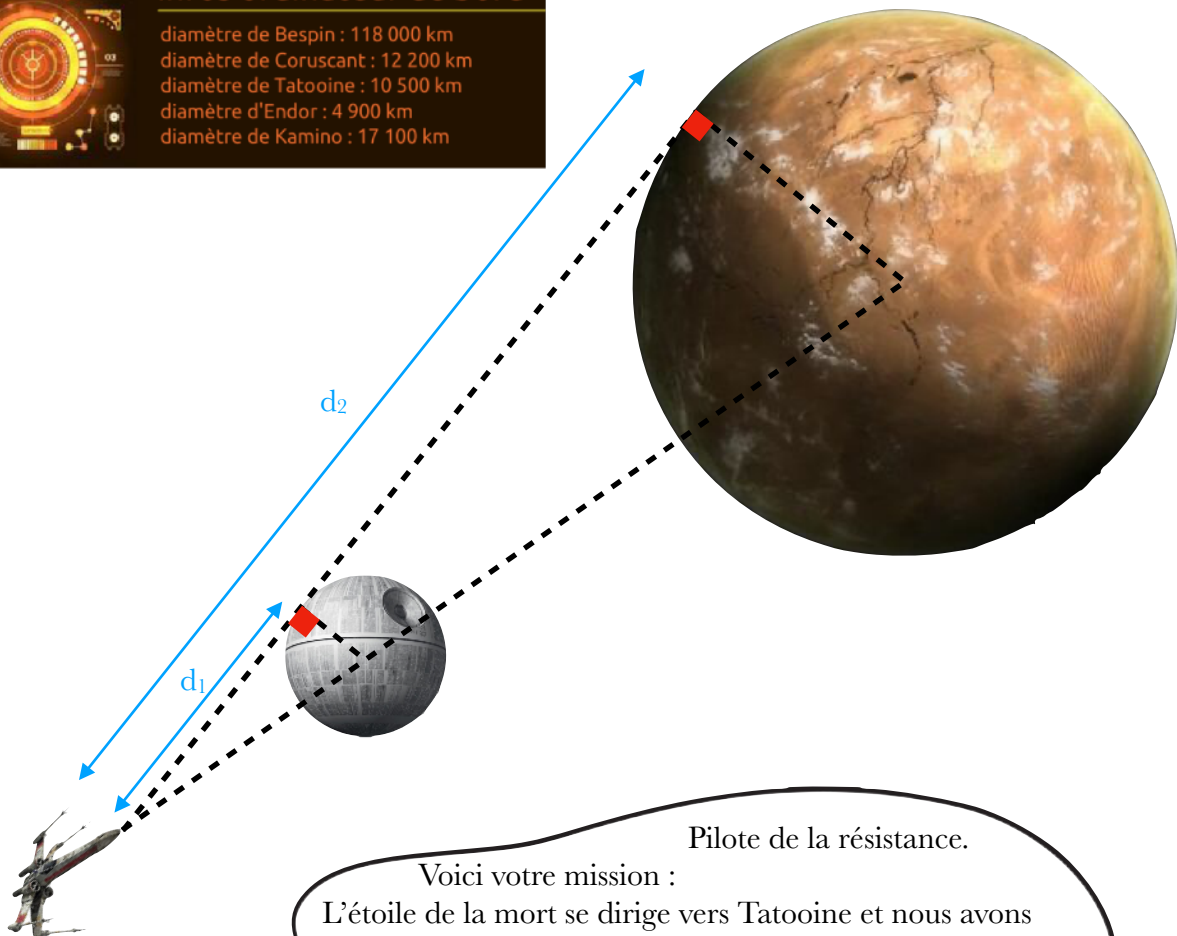 diamètre de Bespin : 118 000 km
diamètre de Coruscant : 12 200 km
diamètre de Tatooine : 10 500 km
diamètre d'Endor : 4 900 km
diamètre de Kamino : 17 100 km
03
d2
d1
Pilote de la résistance.
Voici votre mission :
L'étoile de la mort se dirige vers Tatooine et nous avons